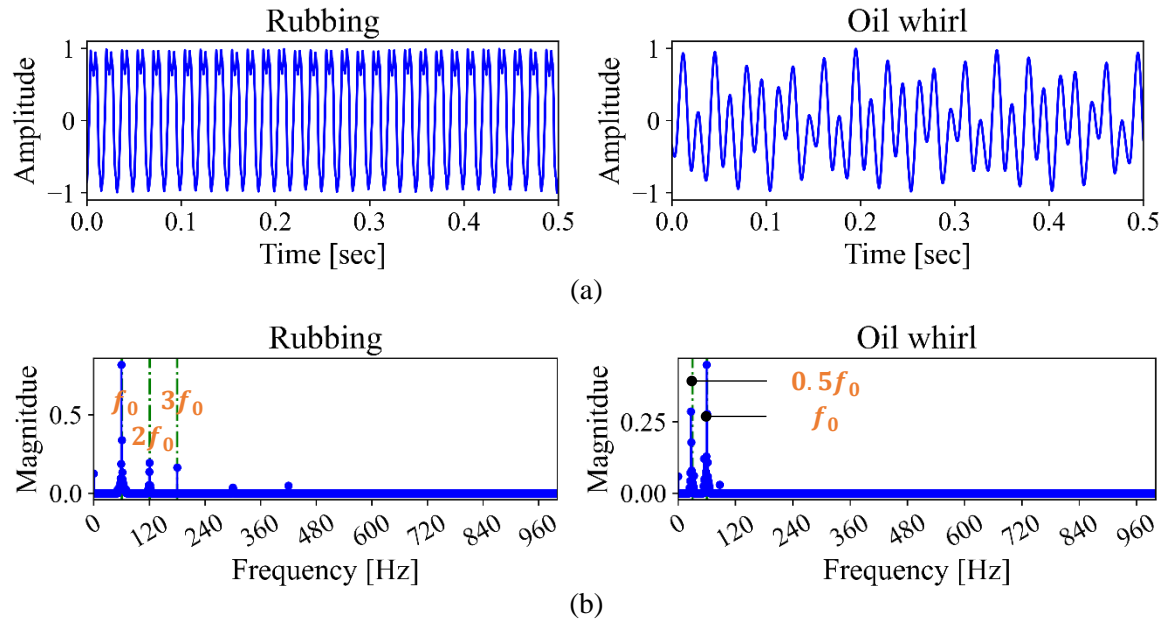 Rubbing
Oil whirl
Amplitude
1
0
−1
0.0 0.1 0.2 0.3 0.4 0.5
Time [sec]
Amplitude
1
0
−1
0.0 0.1 0.2 0.3 0.4 0.5
Time [sec]
(a)
Rubbing
Oil whirl
Magnitdue
0.5
0.0
f₀
2f₀
3f₀
0 120 240 360 480 600 720 840 960
Frequency [Hz]
Magnitdue
0.25
0.00
0.5f₀
f₀
0 120 240 360 480 600 720 840 960
Frequency [Hz]
(b)